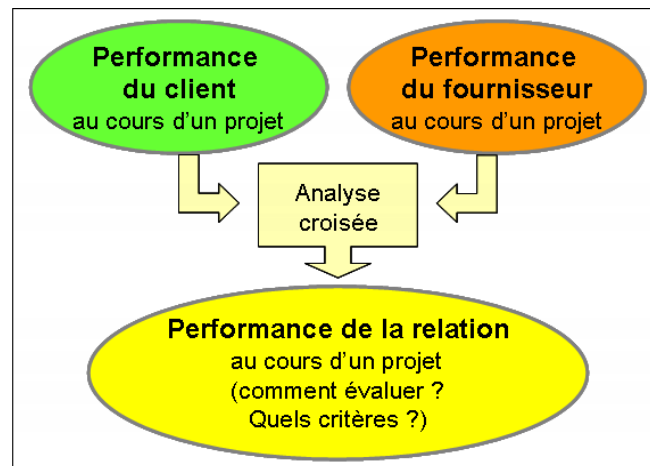 Performance
du client
au cours d'un projet
Performance
du fournisseur
au cours d'un projet
Analyse
croisée
Performance de la relation
au cours d'un projet
(comment évaluer ?
Quels critères ?)